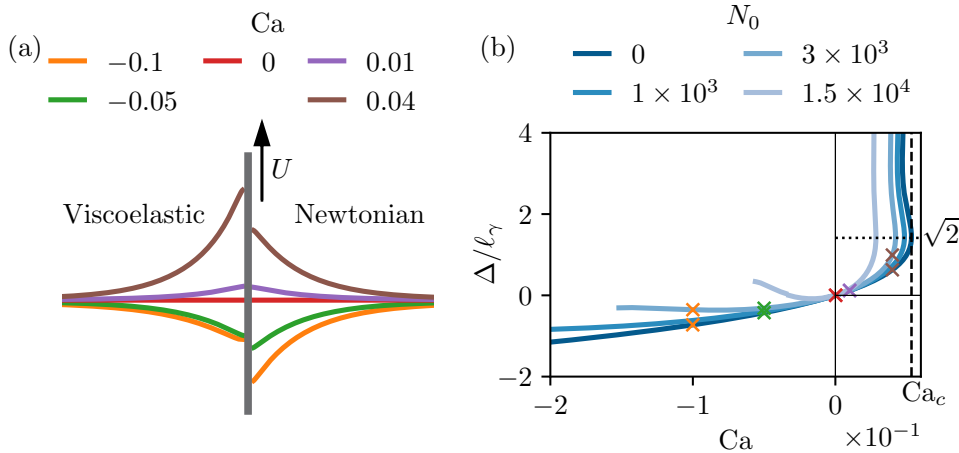 (a)
Ca
−0.1
0
0.01
−0.05
0.04
U
Viscoelastic
Newtonian
(b)
N₀
0
3 × 10³
1 × 10³
1.5 × 10⁴
Δ/ℓᵧ
4
2
0
−2
√2
−2
−1
0
Ca_c
Ca
×10⁻¹